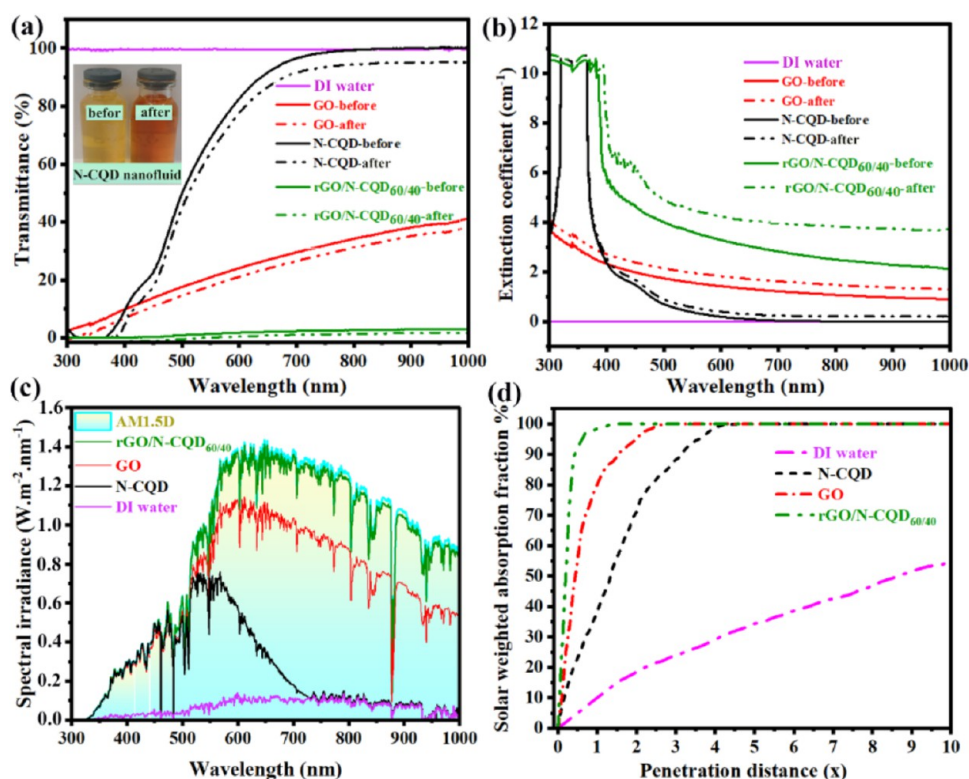 (a)
Transmittance (%)
100
80
60
40
20
0
befor after
N-CQD nanofluid
DI water
GO-before
GO-after
N-CQD-before
N-CQD-after
rGO/N-CQD60/40-before
rGO/N-CQD60/40-after
300 400 500 600 700 800 900 1000
Wavelength (nm)
(b)
Extinction coefficient (cm-1)
12
10
8
6
4
2
0
DI water
GO-before
GO-after
N-CQD-before
N-CQD-after
rGO/N-CQD60/40-before
rGO/N-CQD60/40-after
300 400 500 600 700 800 900 1000
Wavelength (nm)
(c)
Spectral irradiance (W.m-2.nm-1)
1.6
1.4
1.2
1.0
0.8
0.6
0.4
0.2
0.0
AM1.5D
rGO/N-CQD60/40
GO
N-CQD
DI water
300 400 500 600 700 800 900 1000
Wavelength (nm)
d)
Solar weighted absorption fraction %
100
90
80
70
60
50
40
30
20
10
0
DI water
N-CQD
GO
rGO/N-CQD60/40
0 1 2 3 4 5 6 7 8 9 10
Penetration distance (x)